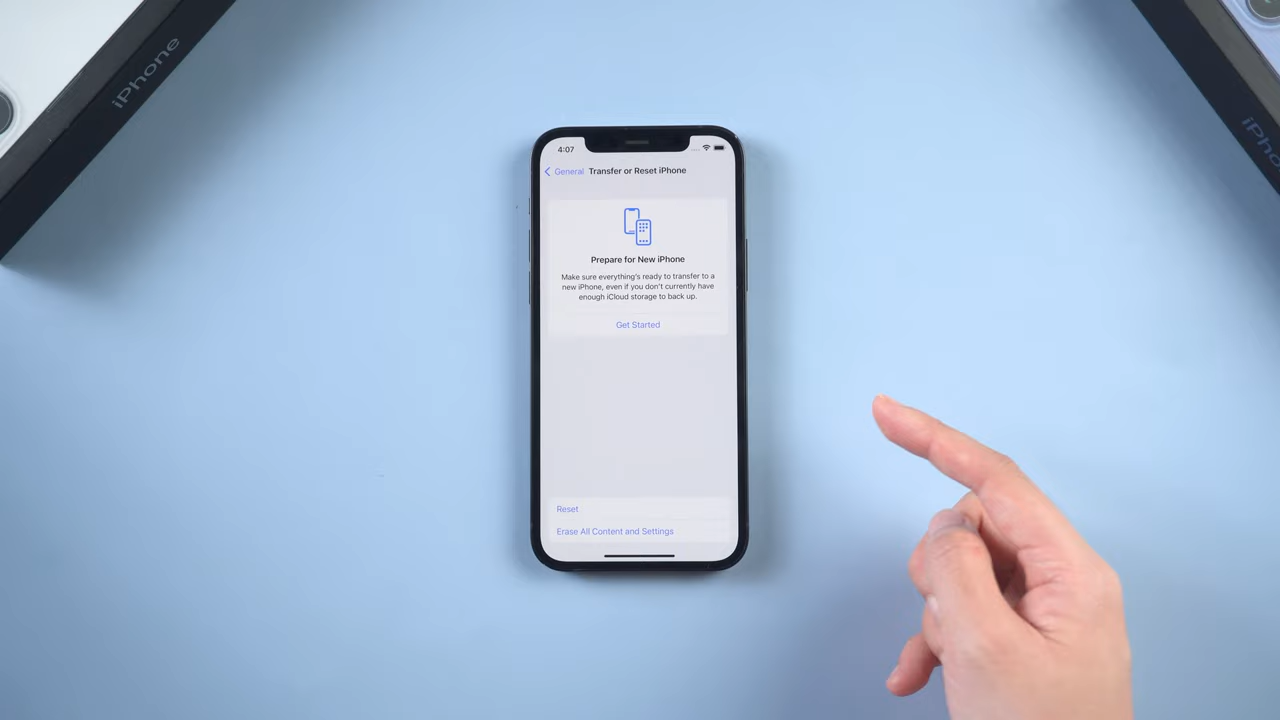 iPhone
4:07
General Transfer or Reset iPhone
Prepare for New iPhone
Make sure everything's ready to transfer to a
new iPhone, even if you don't currently have
enough iCloud storage to back up.
Get Started
Reset
Erase All Content and Settings
iPho